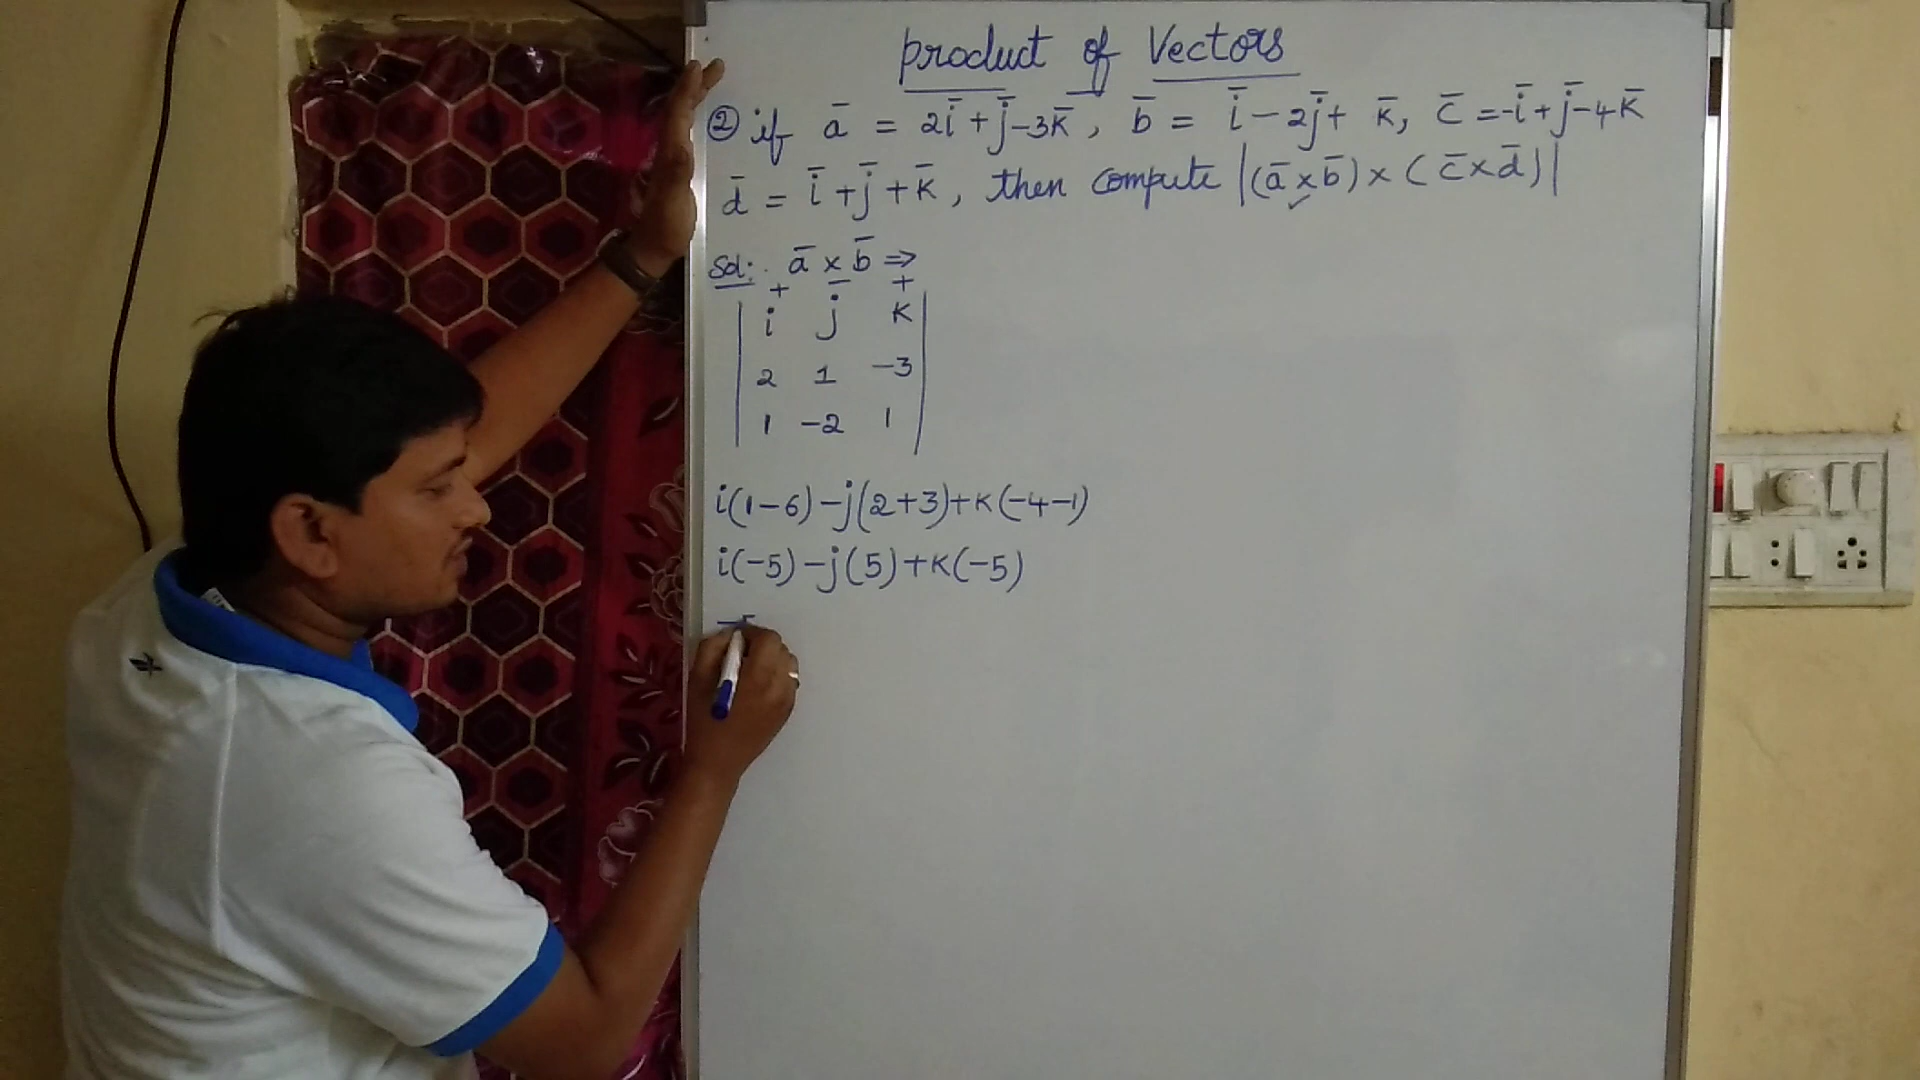 product of Vectors
② if a̅ = 2i̅+j̅-3k̅, b̅ = i̅-2j̅+ k̅, c̅ =-i̅+j̅-4k̅
d̅ = i̅+j̅+k̅, then compute |(a̅×b̅)×(c̅×d̅)|
Sol: a̅ × b̅ ⇒
+ - +
i j k
2 1 -3
1 -2 1
i(1-6)-j(2+3)+k(-4-1)
i(-5)-j(5)+k(-5)